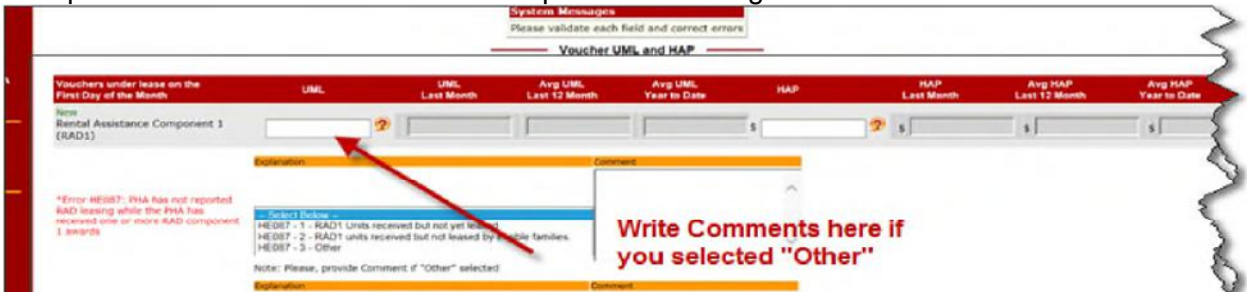 System Messages
Please validate each field and correct errors
Voucher UML and HAP
Vouchers under lease on the First Day of the Month
UML
UML Last Month
Avg UML Last 12 Month
Avg UML Year to Date
HAP
HAP Last Month
Avg HAP Last 12 Month
Avg HAP Year to Date
New
Rental Assistance Component 1
(RAD1)
$
$
$
$
Explanation
Comment
*Error HE087: PHA has not reported
RAD leasing while the PHA has
received one or more RAD component
1 awards
-- Select Below --
HE087 - 1 - RAD1 Units received but not yet leased
HE087 - 2 - RAD1 units received but not leased by families.
HE087 - 3 - Other
Write Comments here if
you selected "Other"
Note: Please, provide Comment if "Other" selected
Explanation
Comment